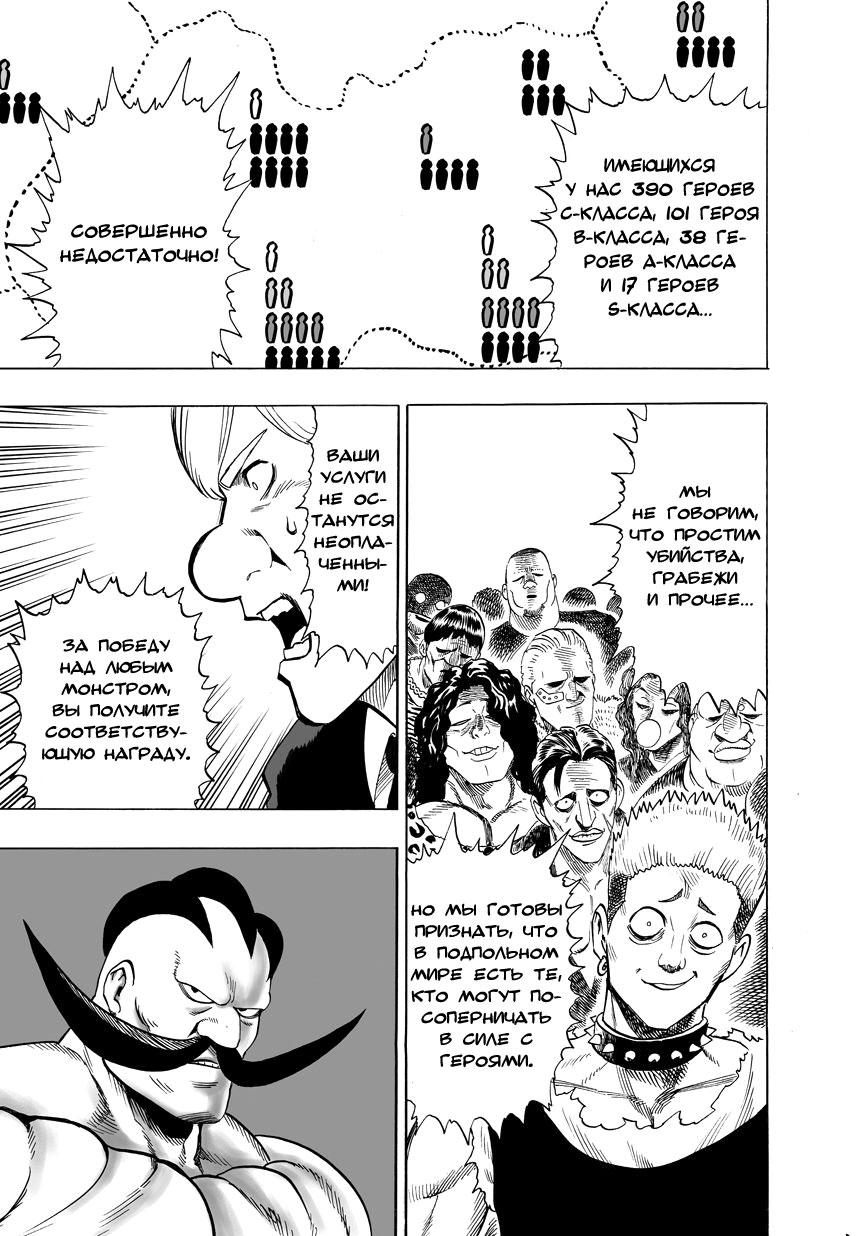 ИМЕЮЩИХСЯ
У НАС 390 ГЕРОЕВ
С-КЛАССА, 101 ГЕРОЯ
В-КЛАССА, 38 ГЕ-
РОЕВ А-КЛАССА
И 17 ГЕРОЕВ
S-КЛАССА...
СОВЕРШЕННО
НЕДОСТАТОЧНО!
МЫ
НЕ ГОВОРИМ,
ЧТО ПРОСТИМ
УБИЙСТВА,
ГРАБЕЖИ
И ПРОЧЕЕ...
НО МЫ ГОТОВЫ
ПРИЗНАТЬ, ЧТО
В ПОДПОЛЬНОМ
МИРЕ ЕСТЬ ТЕ,
КТО МОГУТ ПО-
СОПЕРНИЧАТЬ
В СИЛЕ С
ГЕРОЯМИ.
ВАШИ
УСЛУГИ
НЕ ОС-
ТАНУТСЯ
НЕОПЛА-
ЧЕННЫ-
МИ!
ЗА ПОБЕДУ
НАД ЛЮБЫМ
МОНСТРОМ,
ВЫ ПОЛУЧИТЕ
СООТВЕТСТВУ-
ЮЩУЮ НАГРАДУ.